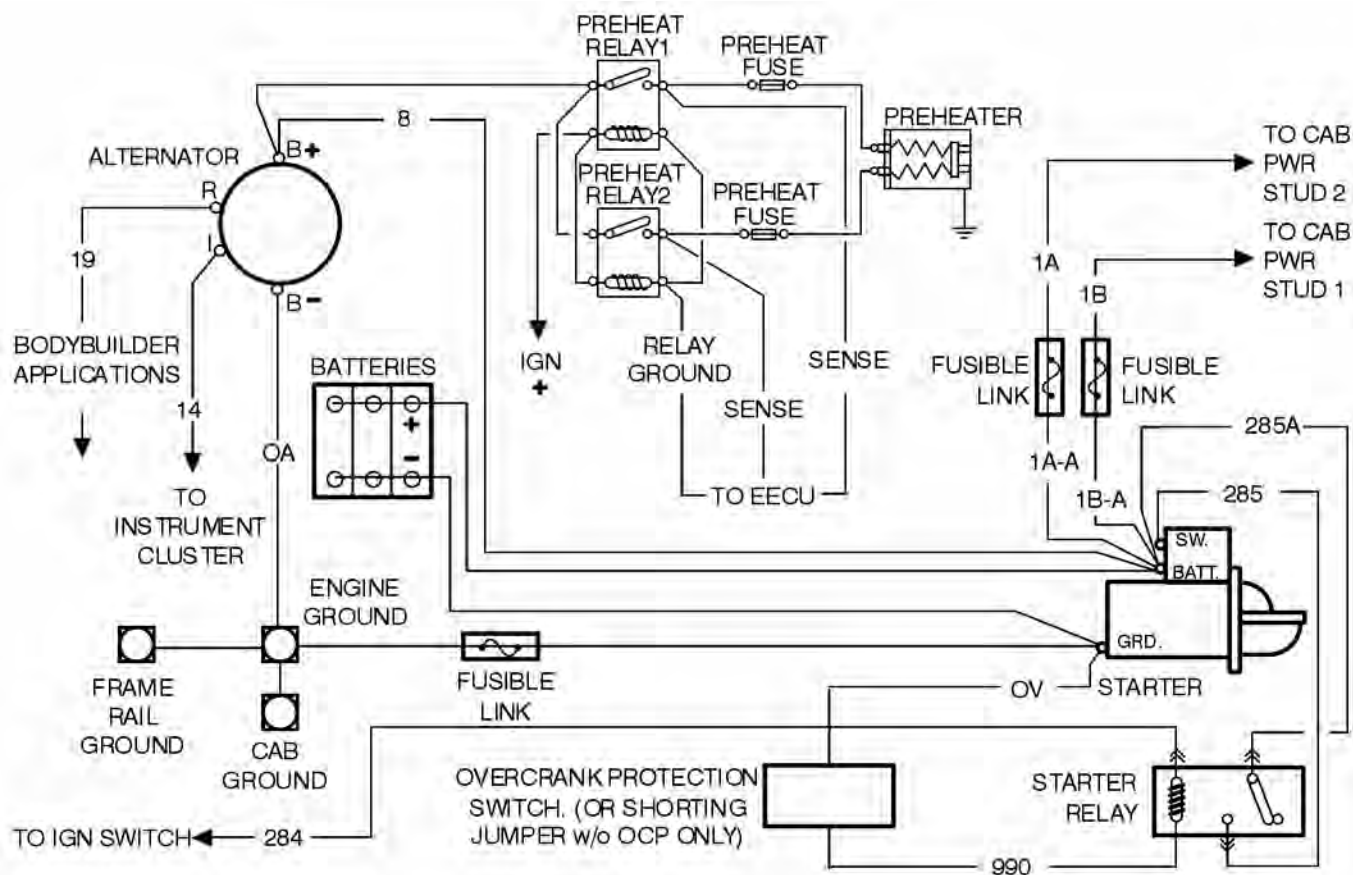 PREHEAT
RELAY1
PREHEAT
FUSE
PREHEATER
8
B+
ALTERNATOR
R
I
B-
19
BODYBUILDER
APPLICATIONS
14
TO
INSTRUMENT
CLUSTER
OA
PREHEAT
RELAY2
PREHEAT
FUSE
IGN
+
RELAY
GROUND
SENSE
SENSE
TO EECU
TO CAB
PWR
STUD 2
TO CAB
PWR
STUD 1
1A
1B
FUSIBLE
LINK
FUSIBLE
LINK
285A
1A-A
1B-A
285
BATTERIES
+
-
SW.
BATT.
GRD.
STARTER
ENGINE
GROUND
FRAME
RAIL
GROUND
CAB
GROUND
FUSIBLE
LINK
OV
OVERCRANK PROTECTION
SWITCH. (OR SHORTING
JUMPER w/o OCP ONLY)
STARTER
RELAY
TO IGN SWITCH
284
990